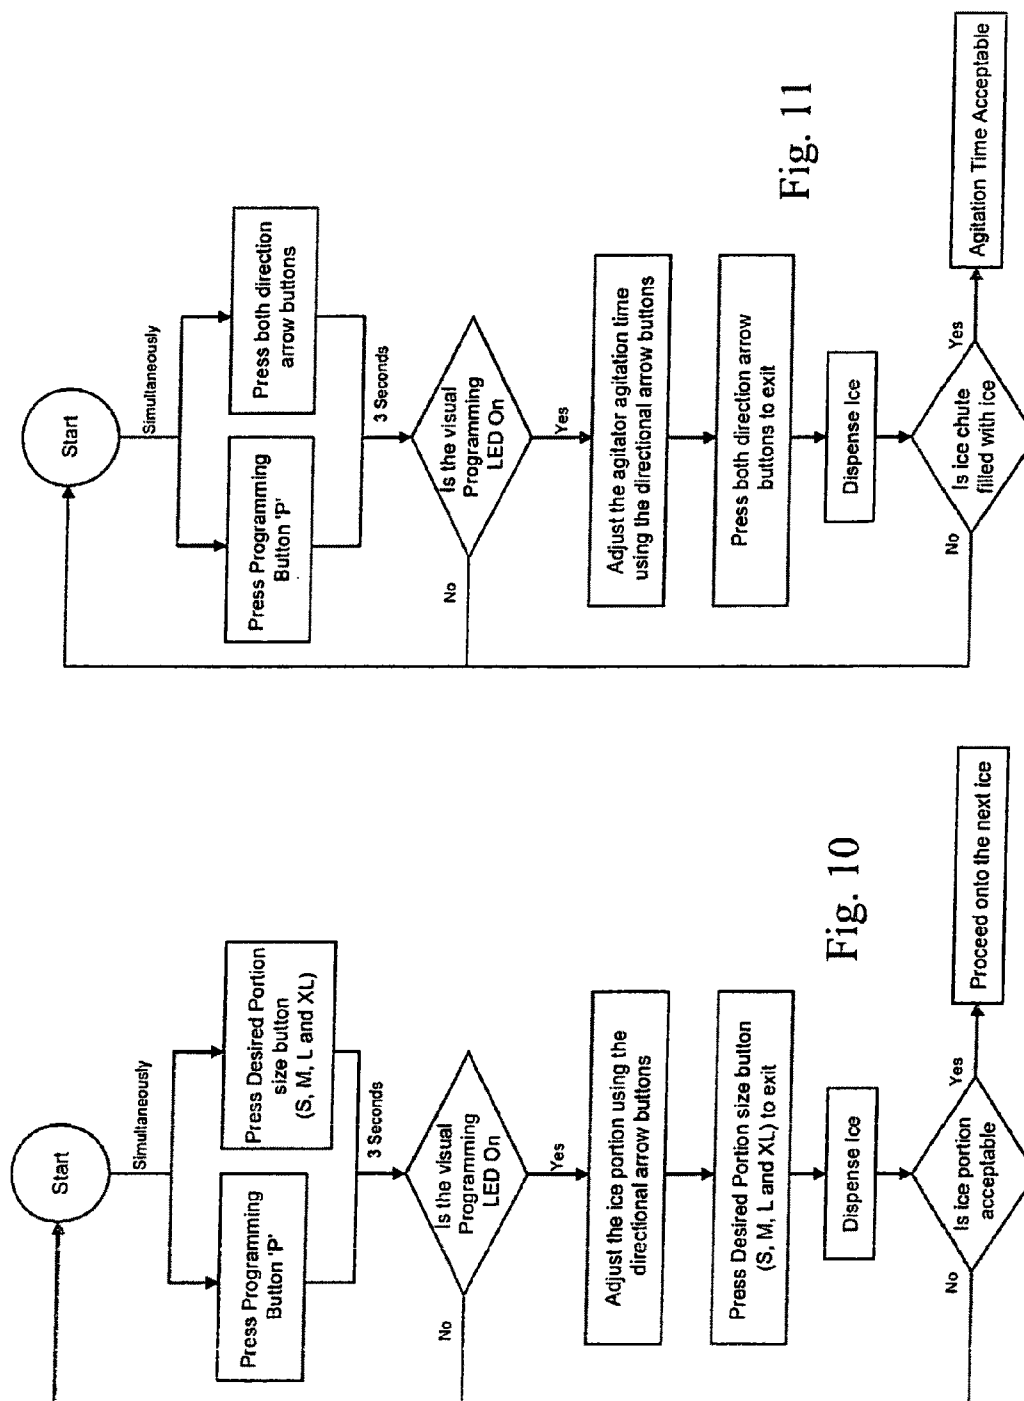 Start
Simultaneously
Press Programming
Button 'P'
Press Desired Portion
size button
(S, M, L and XL)
3 Seconds
Is the visual
Programming
LED On
No
Yes
Adjust the ice portion using the
directional arrow buttons
Press Desired Portion size button
(S, M, L and XL) to exit
Dispense Ice
Is ice portion
acceptable
No
Yes
Proceed onto the next ice
Fig. 10
Start
Simultaneously
Press Programming
Button 'P'
Press both direction
arrow buttons
3 Seconds
Is the visual
Programming
LED On
No
Yes
Adjust the agitator agitation time
using the directional arrow buttons
Press both direction arrow
buttons to exit
Dispense Ice
Is ice chute
filled with ice
No
Yes
Agitation Time Acceptable
Fig. 11